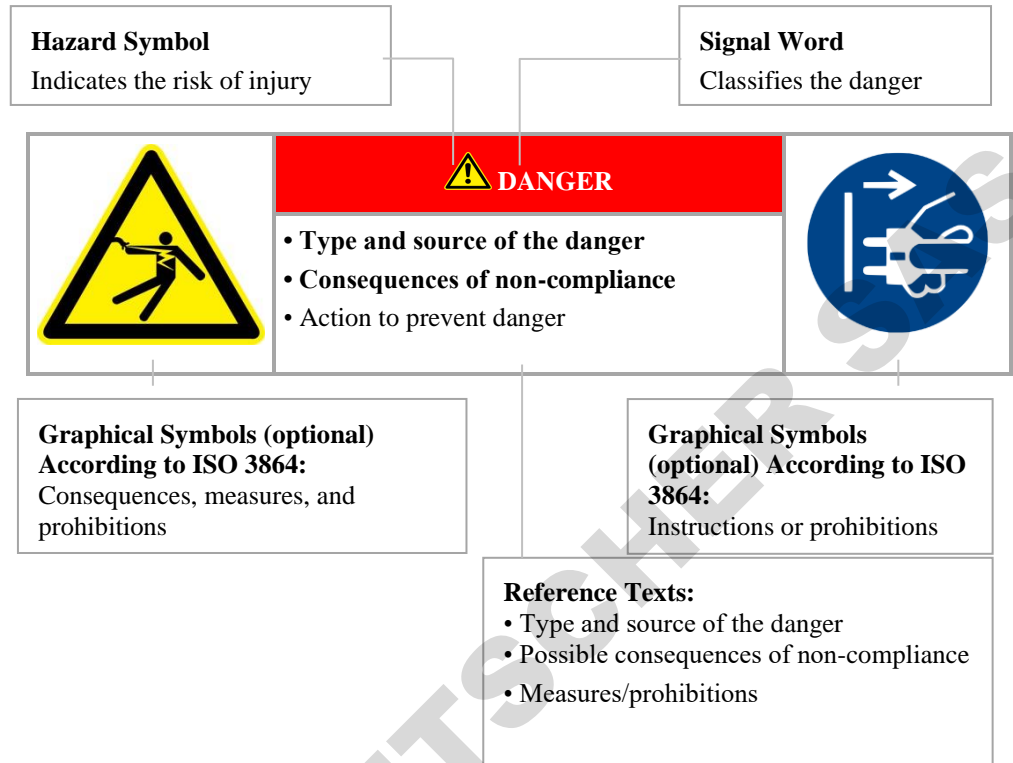 Hazard Symbol
Indicates the risk of injury
Signal Word
Classifies the danger
DANGER
• Type and source of the danger
• Consequences of non-compliance
• Action to prevent danger
Graphical Symbols (optional)
According to ISO 3864:
Consequences, measures, and
prohibitions
Graphical Symbols
(optional) According to ISO
3864:
Instructions or prohibitions
Reference Texts:
• Type and source of the danger
• Possible consequences of non-compliance
• Measures/prohibitions